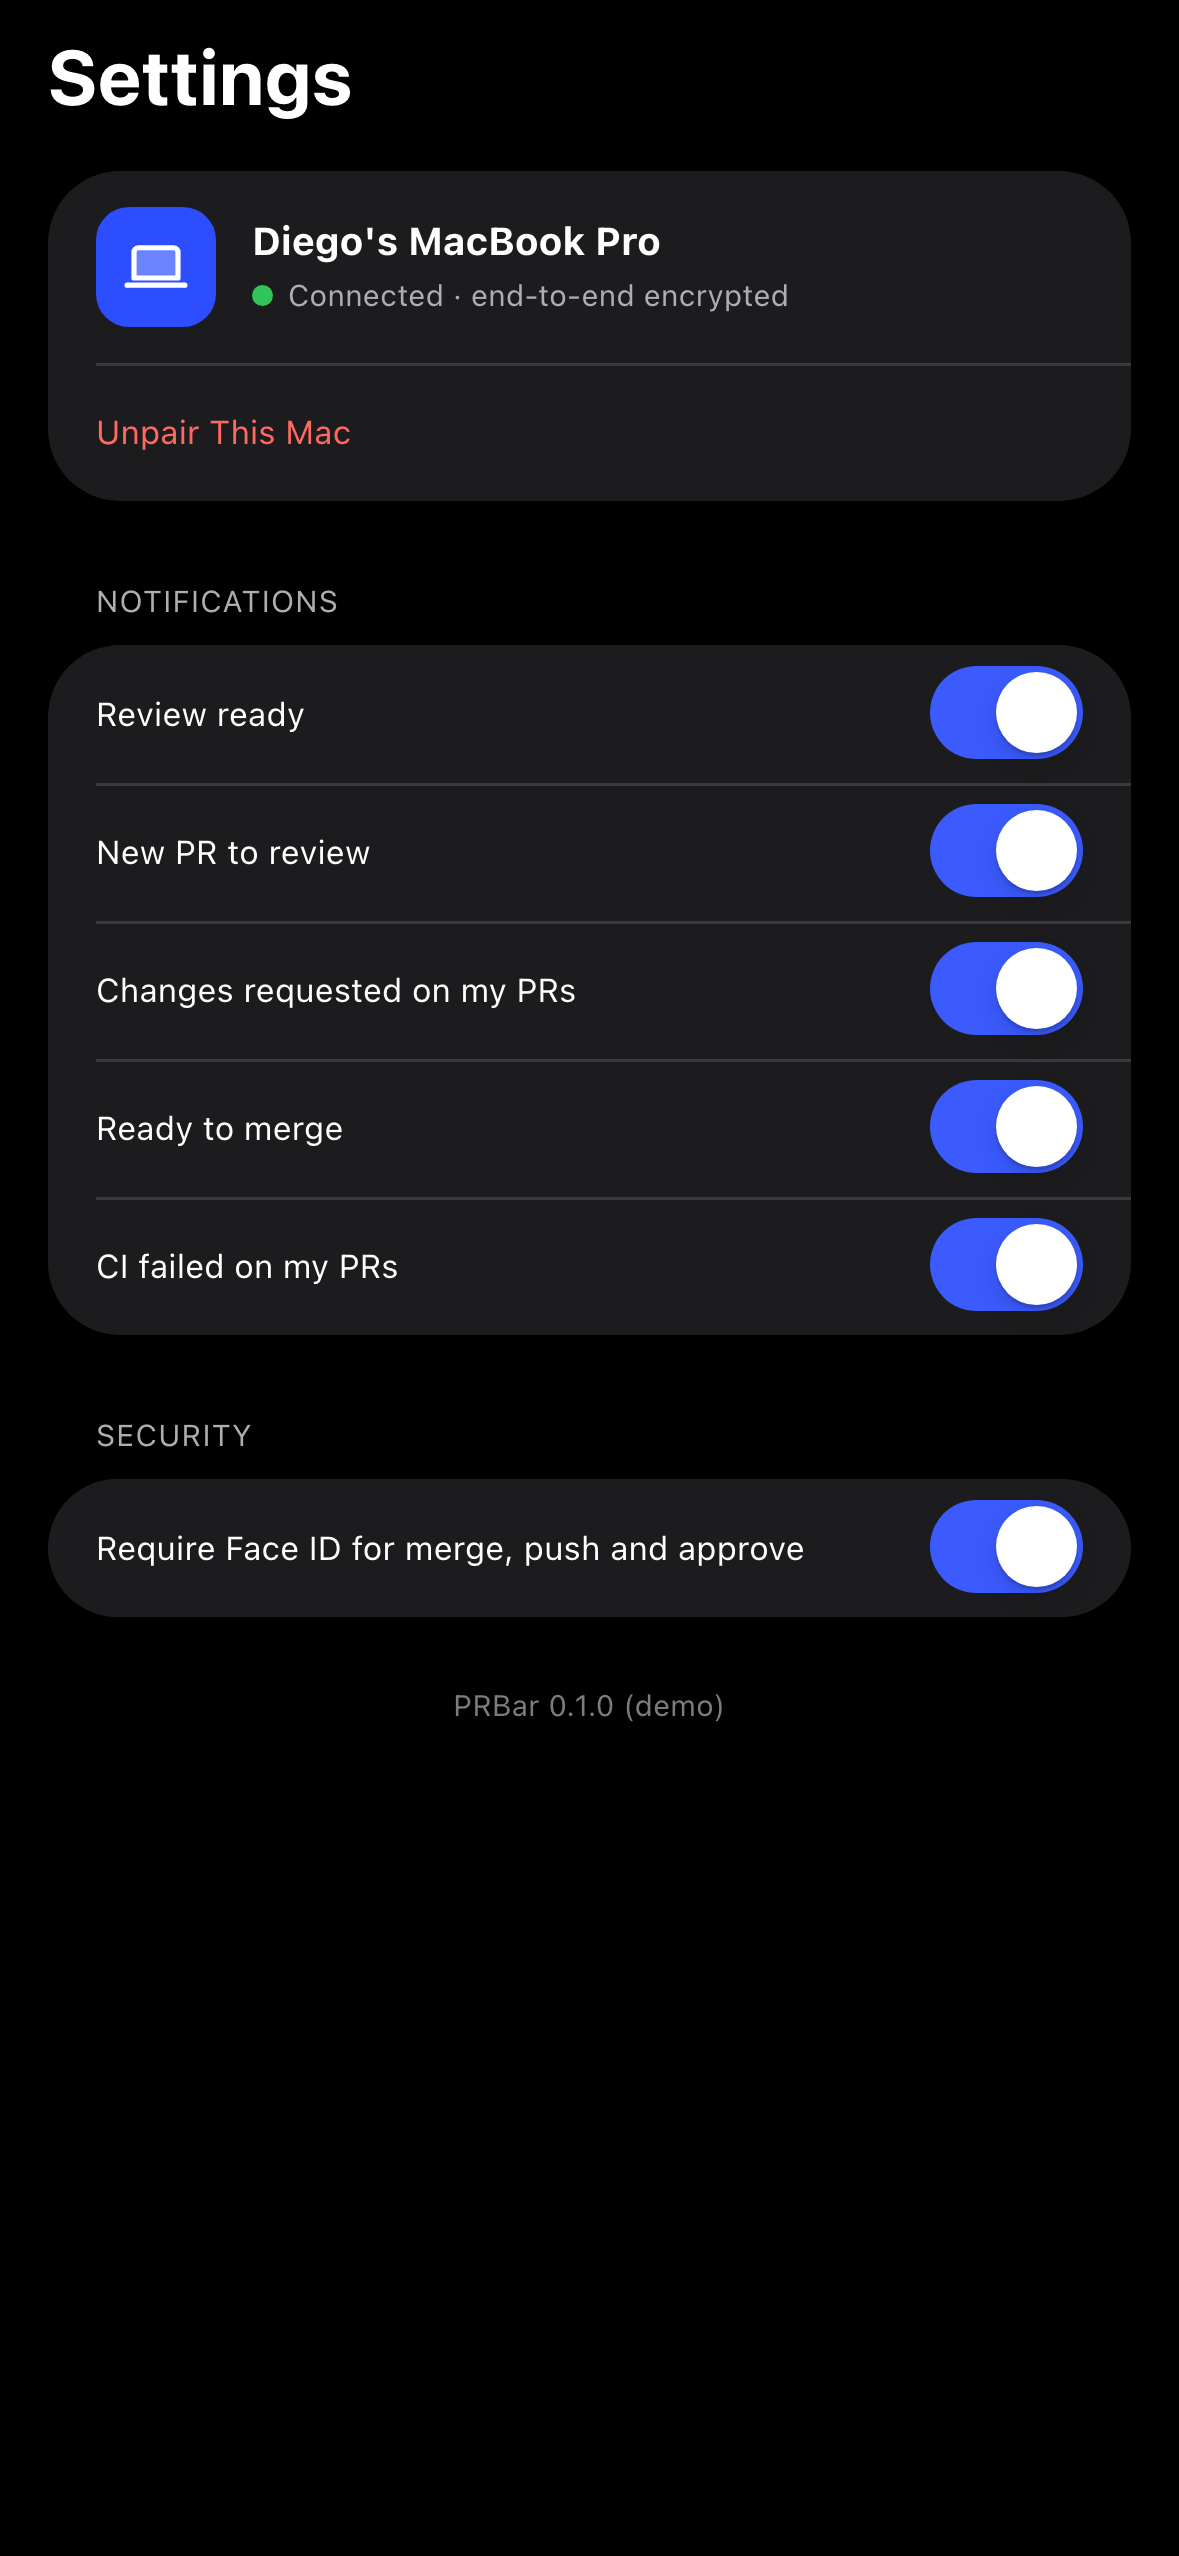 Settings
Diego's MacBook Pro
Connected · end-to-end encrypted
Unpair This Mac
NOTIFICATIONS
Review ready
New PR to review
Changes requested on my PRs
Ready to merge
CI failed on my PRs
SECURITY
Require Face ID for merge, push and approve
PRBar 0.1.0 (demo)